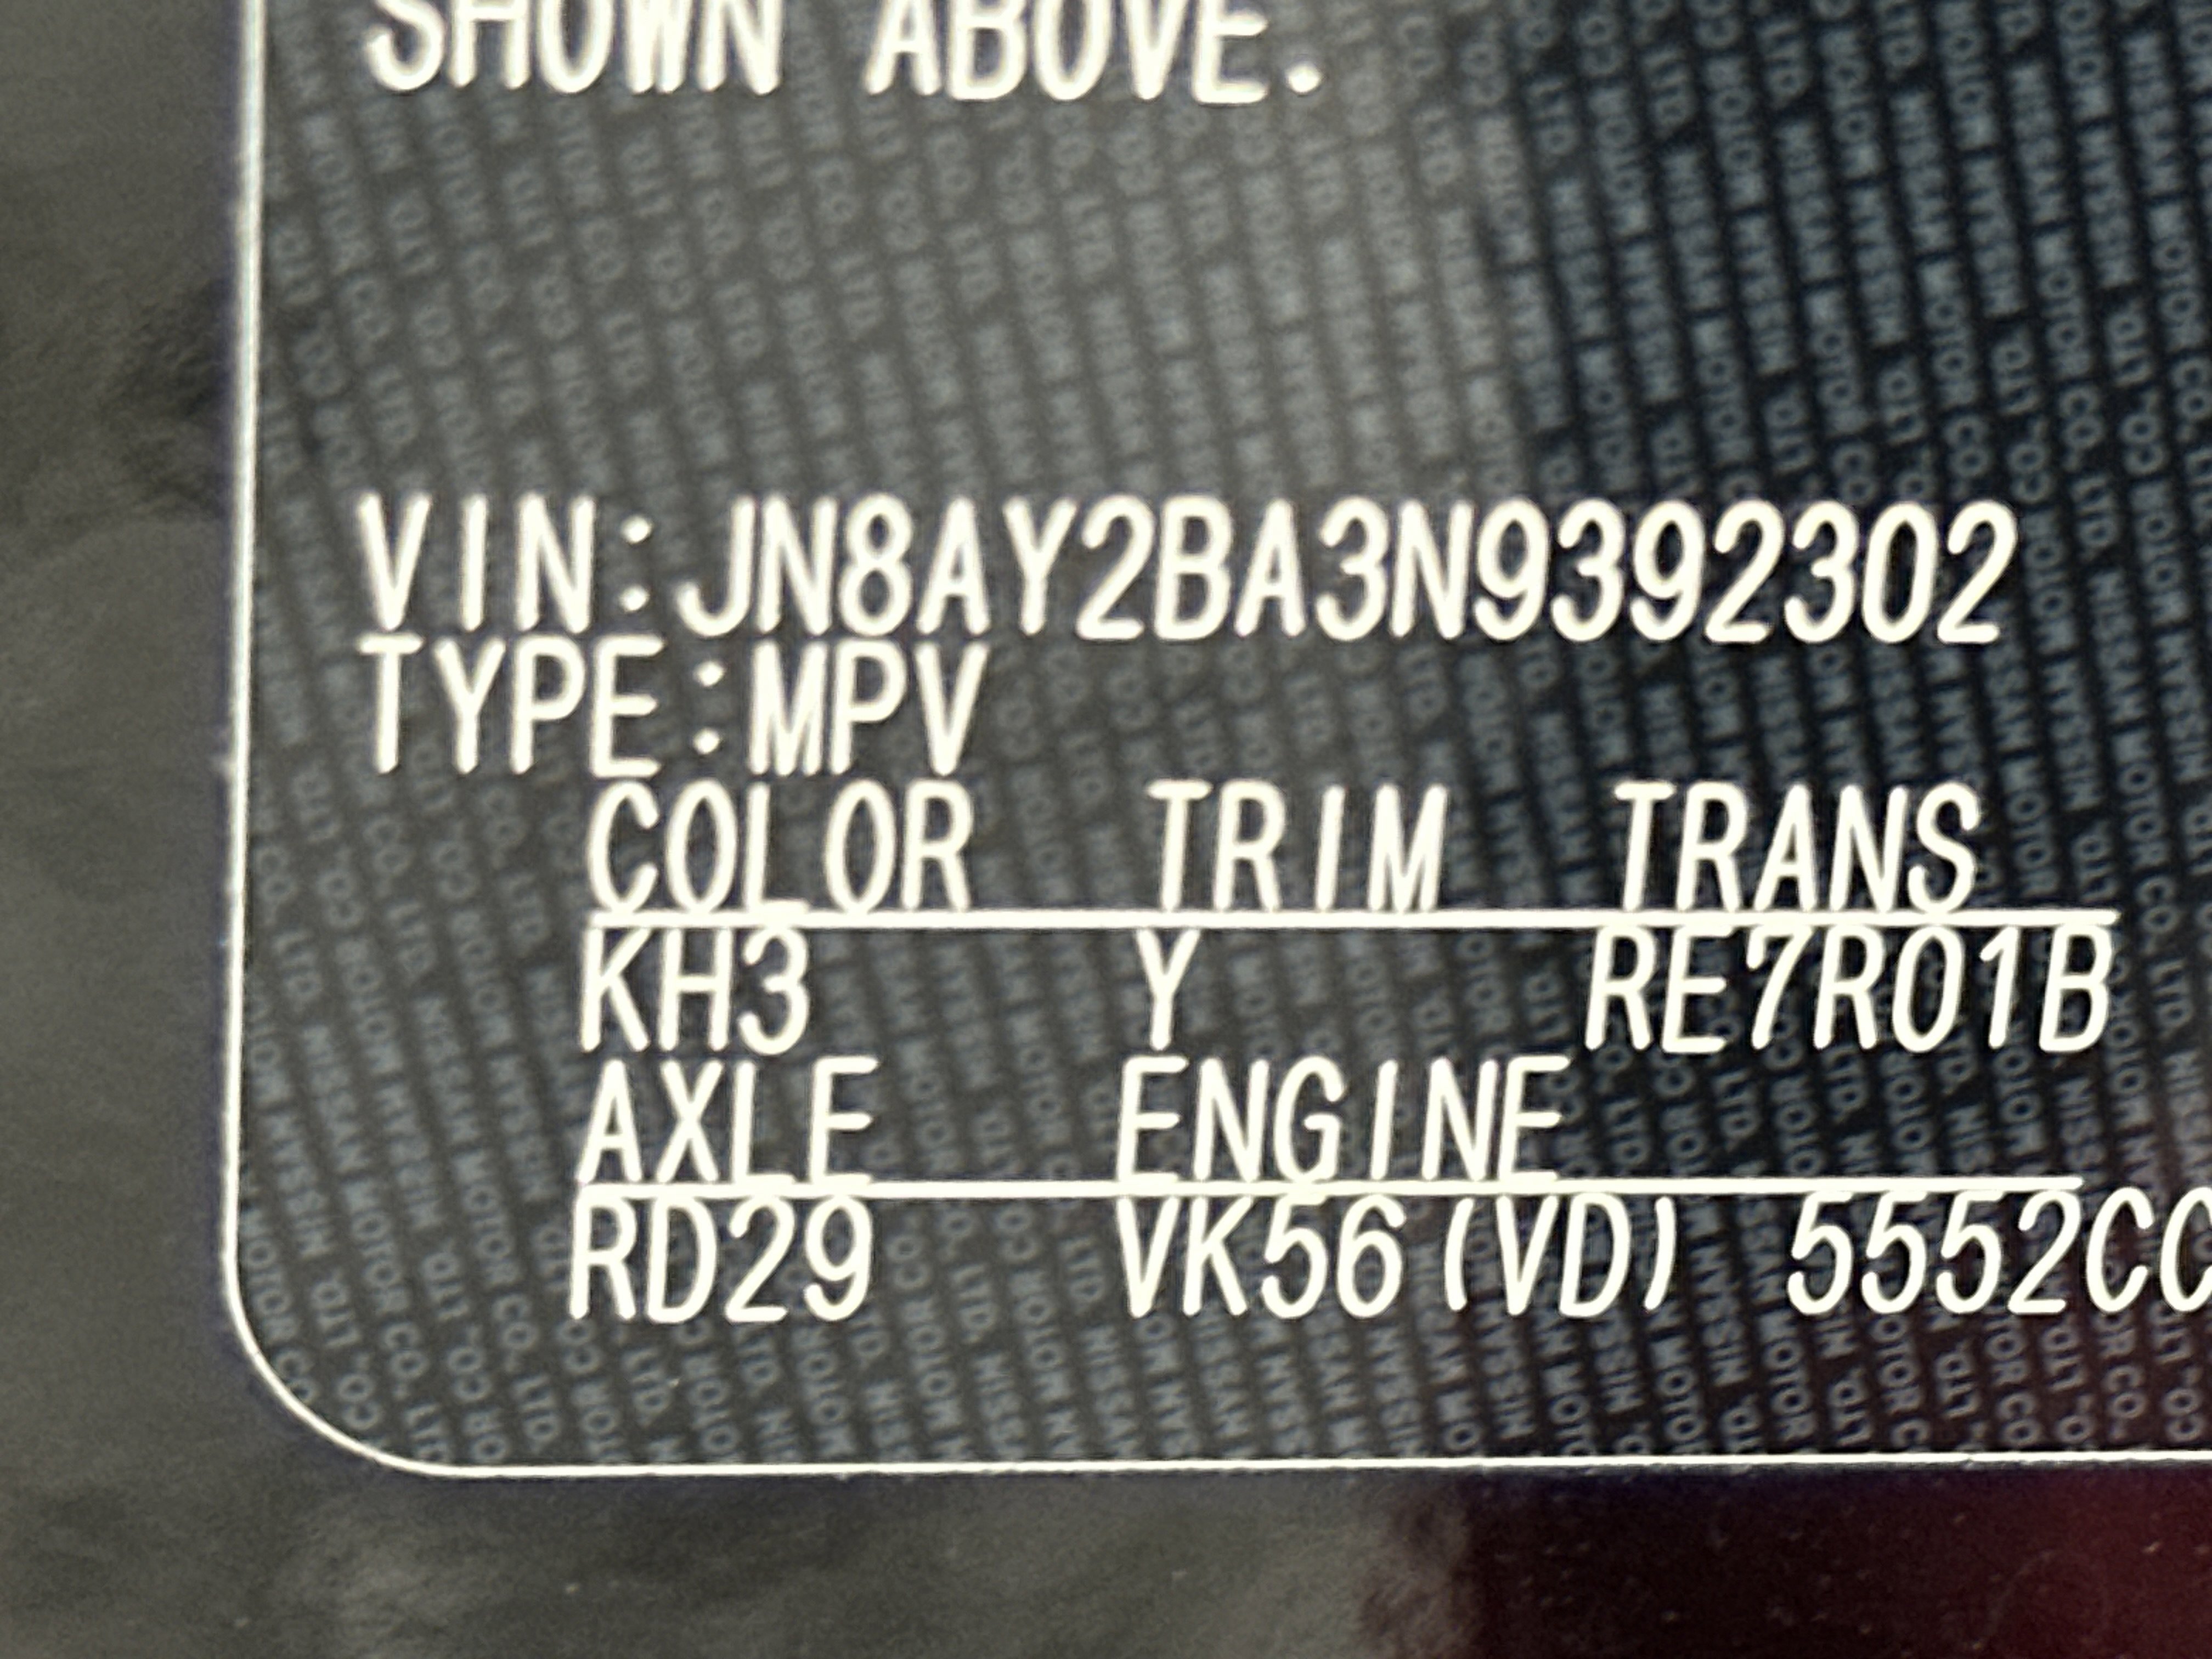 SHOWN ABOVE.
VIN:JN8AY2BA3N9392302
TYPE:MPV
COLOR TRIM TRANS
KH3 Y RE7R01B
AXLE ENGINE
RD29 VK56(VD) 5552CC